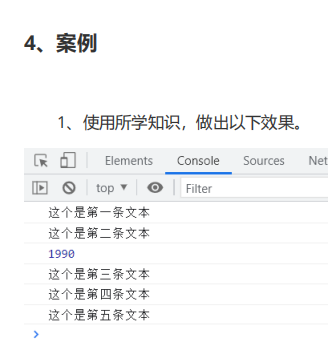 4、案例
1、使用所学知识，做出以下效果。
Elements Console Sources Net
top Filter
这个是第一条文本
这个是第二条文本
1990
这个是第三条文本
这个是第四条文本
这个是第五条文本